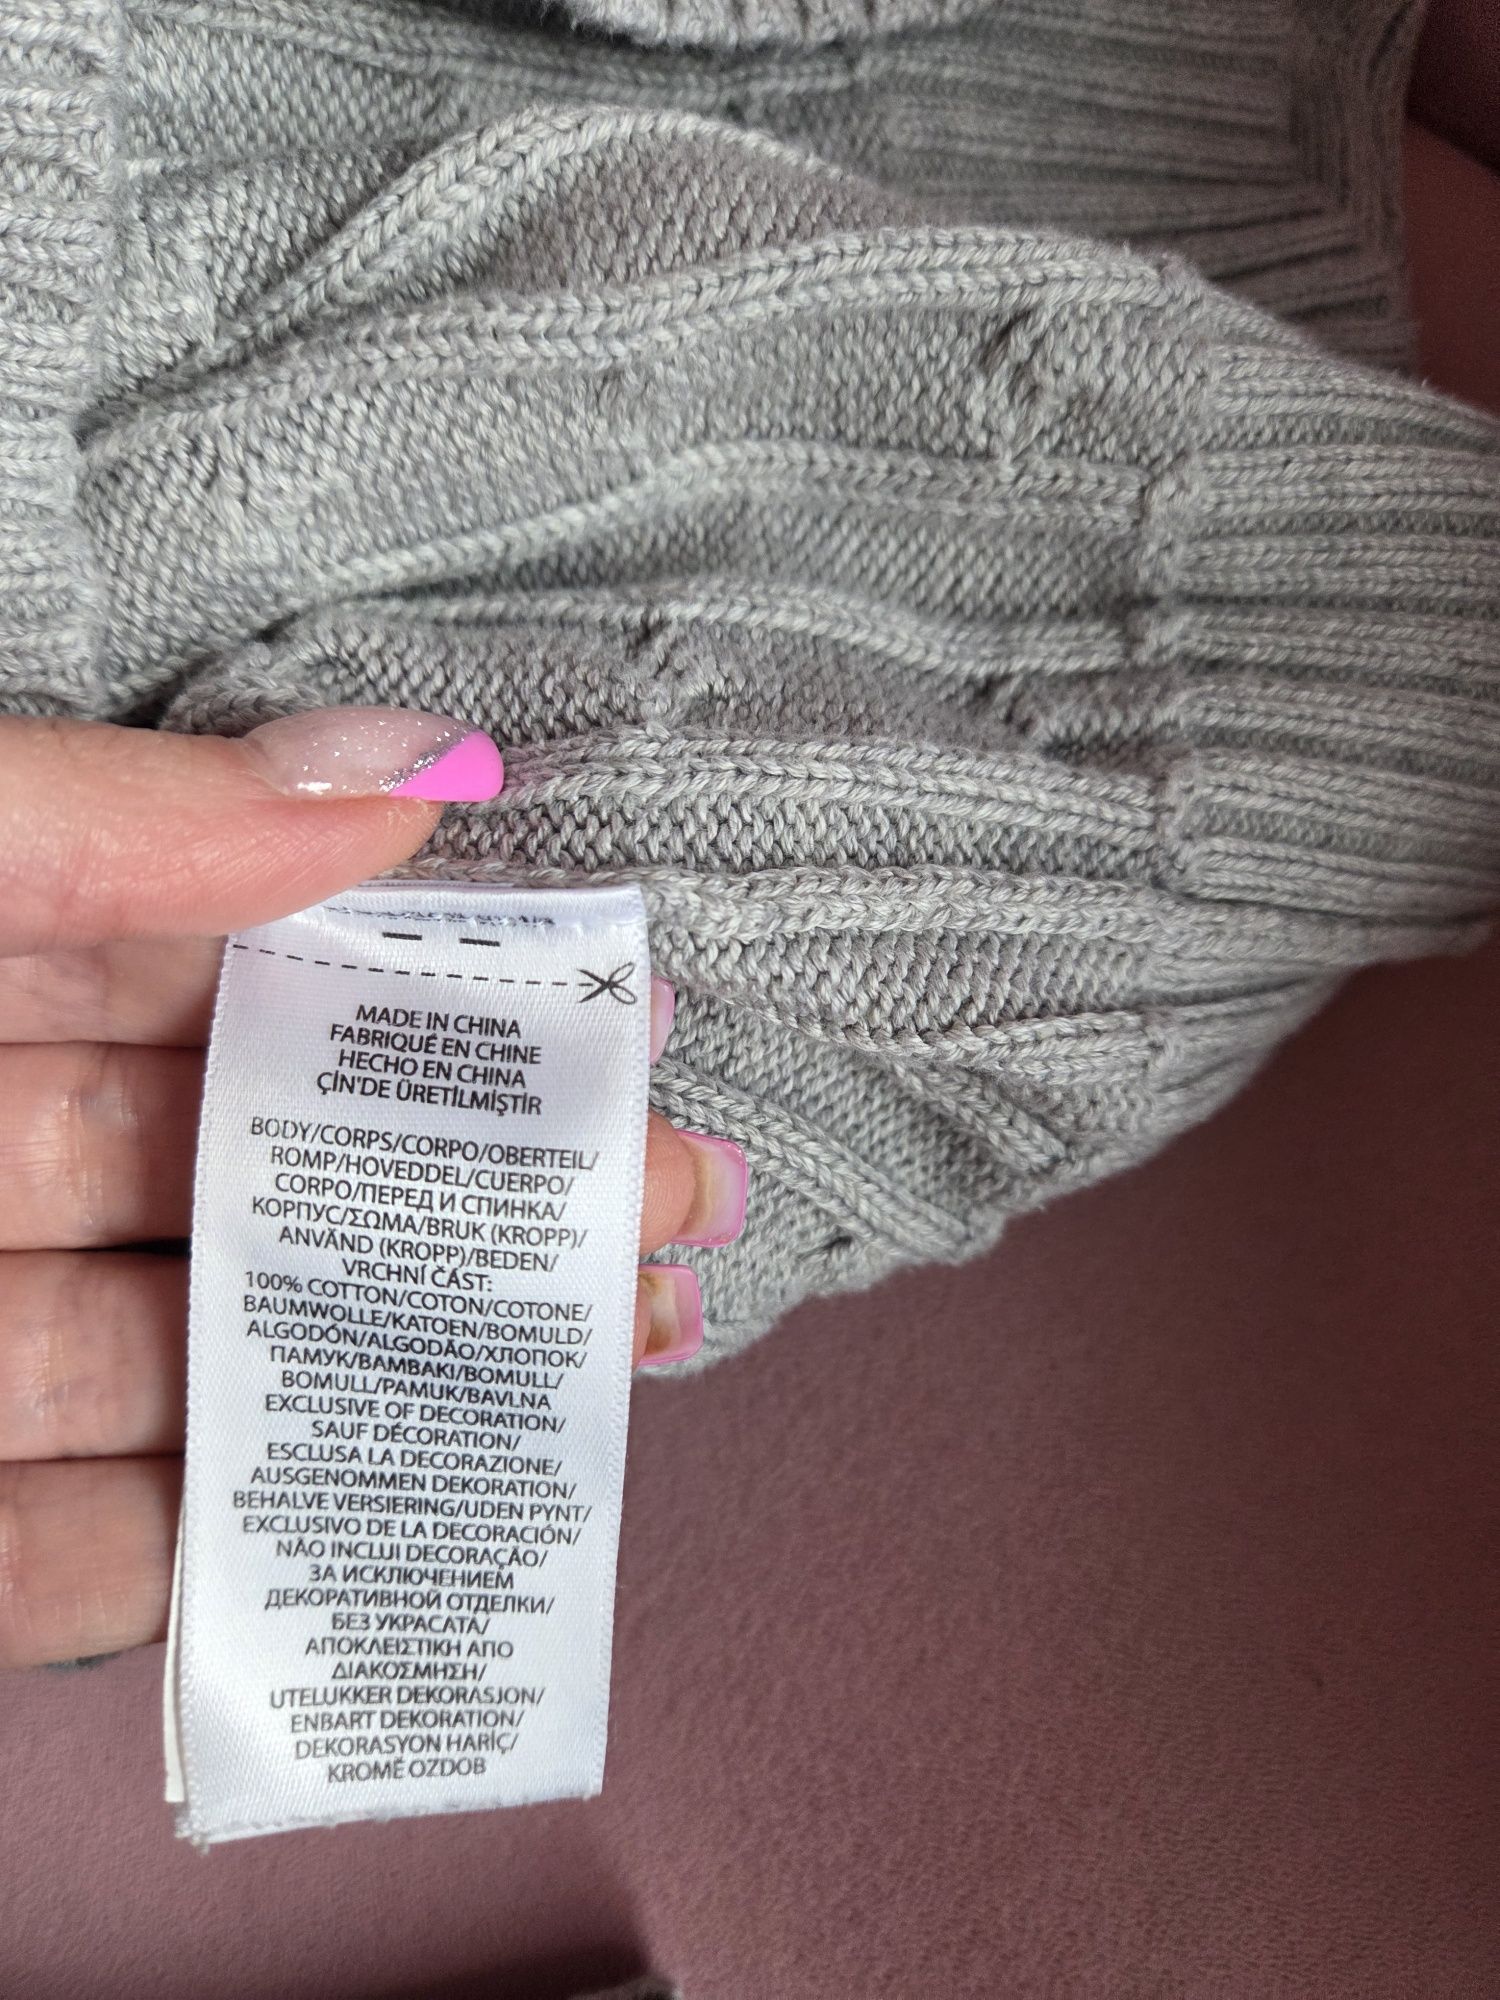 MADE IN CHINA
FABRIQUÉ EN CHINE
HECHO EN CHINA
ÇİN'DE ÜRETİLMİŞTİR
BODY/CORPS/CORPO/OBERTEIL/
ROMP/HOVEDDEL/CUERPO/
CORPO/ПЕРЕД И СПИНКА/
КОРПУС/ΣΩΜΑ/BRUK (KROPP)/
ANVÄND (KROPP)/BEDEN/
VRCHNÍ ČÁST:
100% COTTON/COTON/COTONE/
BAUMWOLLE/KATOEN/BOMULD/
ALGODÓN/ALGODÃO/ХЛОПОК/
ПАМУК/ΒΑΜΒΑΚΙ/BOMULL/
BOMULL/PAMUK/BAVLNA
EXCLUSIVE OF DECORATION/
SAUF DÉCORATION/
ESCLUSA LA DECORAZIONE/
AUSGENOMMEN DEKORATION/
BEHALVE VERSIERING/UDEN PYNT/
EXCLUSIVO DE LA DECORACIÓN/
NÃO INCLUI DECORAÇÃO/
ЗА ИСКЛЮЧЕНИЕМ
ДЕКОРАТИВНОЙ ОТДЕЛКИ/
БЕЗ УКРАСАТА/
ΑΠΟΚΛΕΙΣΤΙΚΗ ΑΠΟ
ΔΙΑΚΟΣΜΗΣΗ/
UTELUKKER DEKORASJON/
ENBART DEKORATION/
DEKORASYON HARİÇ/
KROMĚ OZDOB